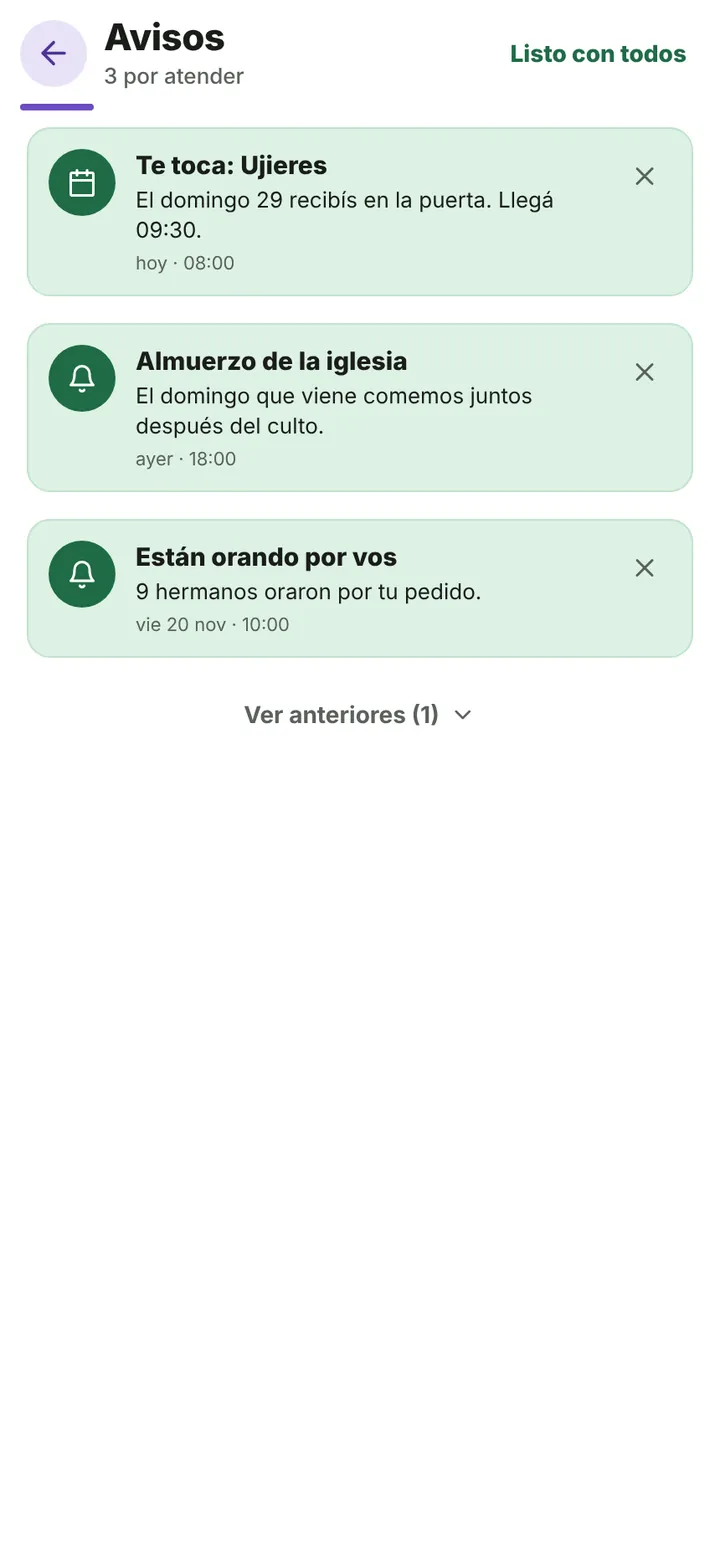 Avisos
3 por atender
Listo con todos
Te toca: Ujieres
El domingo 29 recibís en la puerta. Llegá
09:30.
hoy · 08:00
Almuerzo de la iglesia
El domingo que viene comemos juntos
después del culto.
ayer · 18:00
Están orando por vos
9 hermanos oraron por tu pedido.
vie 20 nov · 10:00
Ver anteriores (1)